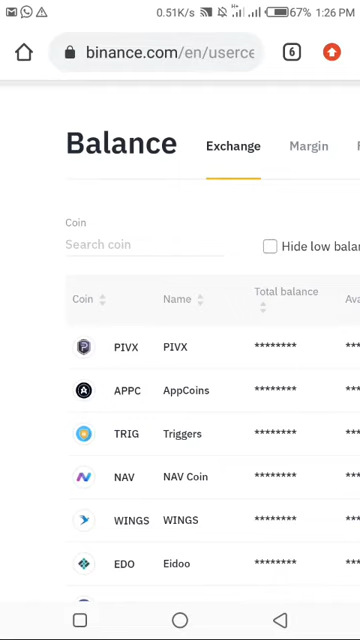 0.51K/s 67% 1:26 PM
binance.com/en/userce 6
Balance Exchange Margin
Coin
Search coin
Hide low balan
Coin Name Total balance Ava
PIVX PIVX ******** ***
APPC AppCoins ******** ***
TRIG Triggers ******** ***
NAV NAV Coin ******** ***
WINGS WINGS ******** ***
EDO Eidoo ******** ***